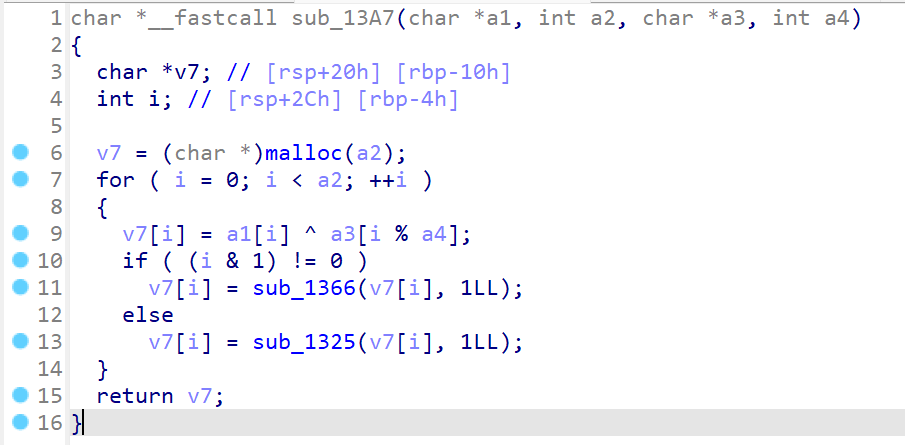 1 char *__fastcall sub_13A7(char *a1, int a2, char *a3, int a4)
2 {
3   char *v7; // [rsp+20h] [rbp-10h]
4   int i; // [rsp+2Ch] [rbp-4h]
5
6   v7 = (char *)malloc(a2);
7   for ( i = 0; i < a2; ++i )
8   {
9     v7[i] = a1[i] ^ a3[i % a4];
10     if ( (i & 1) != 0 )
11       v7[i] = sub_1366(v7[i], 1LL);
12     else
13       v7[i] = sub_1325(v7[i], 1LL);
14   }
15   return v7;
16 }